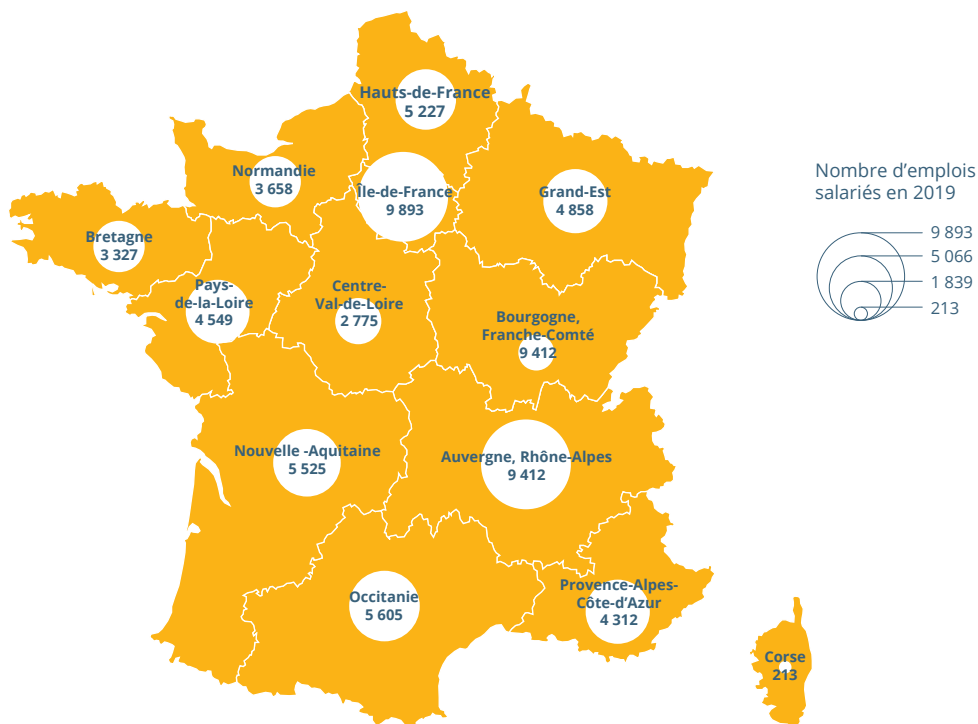 Hauts-de-France
5 227
Normandie
3 658
Île-de-France
9 893
Grand-Est
4 858
Bretagne
3 327
Pays-
de-la-Loire
4 549
Centre-
Val-de-Loire
2 775
Bourgogne,
Franche-Comté
9 412
Nouvelle -Aquitaine
5 525
Auvergne, Rhône-Alpes
9 412
Occitanie
5 605
Provence-Alpes-
Côte-d'Azur
4 312
Corse
213
Nombre d'emplois
salariés en 2019
9 893
5 066
1 839
213